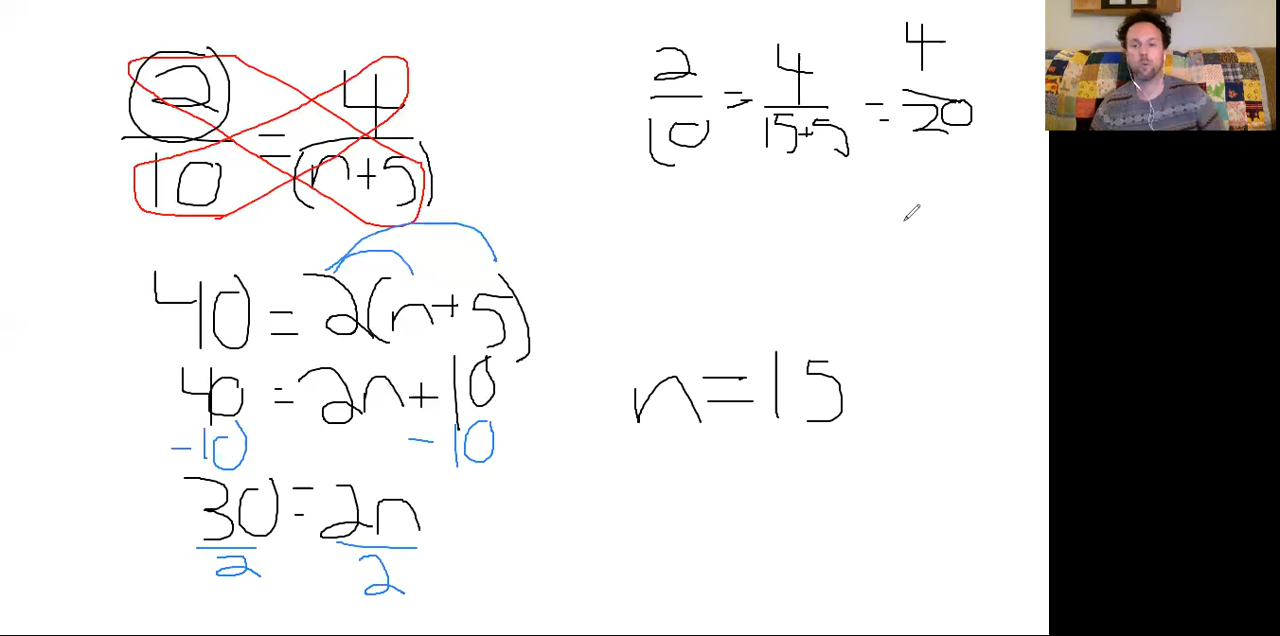 2/10 = 4/(n+5)
40 = 2(n+5)
40 = 2n + 10
-10 -10
30 = 2n
2 2
2/10 = 4/15+5 = 4/20
n = 15